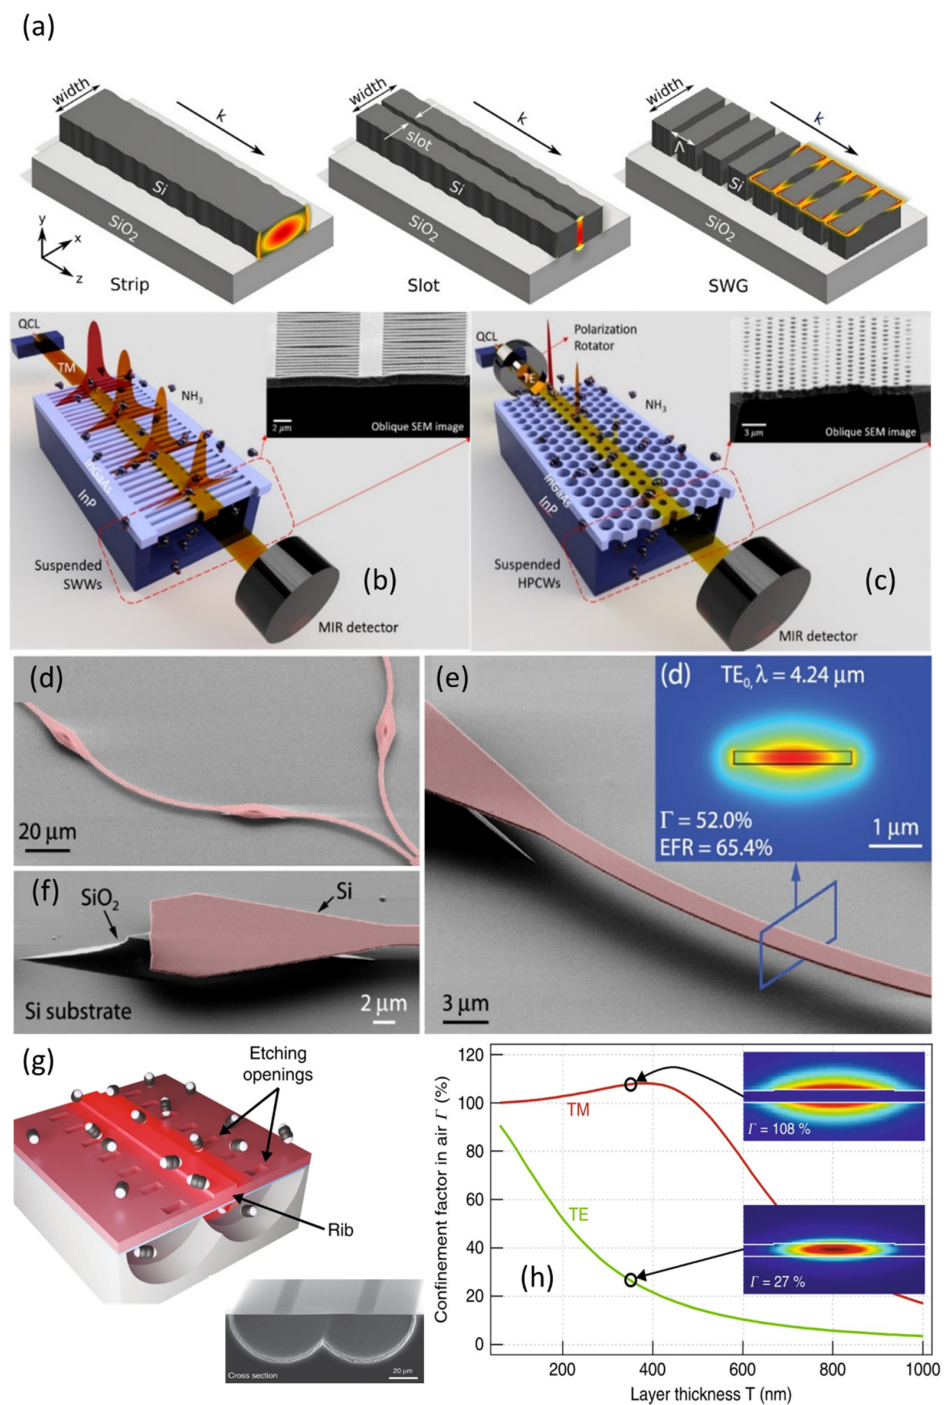 (a)
width
k
Si
SiO2
y
x
z
Strip
width
k
slot
Si
SiO2
Slot
width
k
Λ
Si
SiO2
SWG
QCL
TM
NH3
2 μm
Oblique SEM image
InGaAs
InP
Suspended
SWWs
(b)
MIR detector
QCL
Polarization
Rotator
TE
NH3
3 μm
Oblique SEM image
InGaAs
InP
Suspended
HPCWs
(c)
MIR detector
(d)
20 μm
(e)
(d)
TE0, λ = 4.24 μm
Γ = 52.0%
EFR = 65.4%
1 μm
3 μm
(f)
SiO2
Si
Si substrate
2 μm
(g)
Etching
openings
Rib
Cross section
20 μm
Confinement factor in air Γ (%)
120
100
80
60
40
20
0
TM
TE
Γ = 108 %
Γ = 27 %
(h)
200
400
600
800
1000
Layer thickness T (nm)